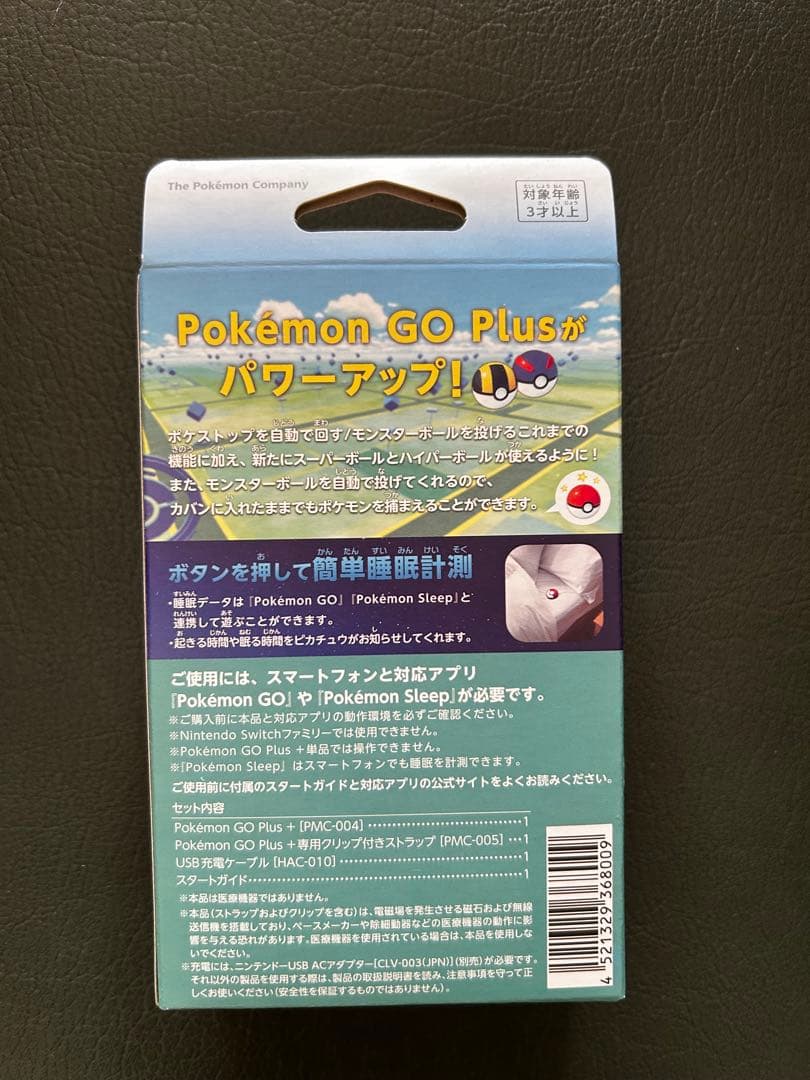 The Pokémon Company
対象年齢
3才以上
Pokémon GO Plusが
パワーアップ!
ポケストップを自動で回す/モンスターボールを投げるこれまでの
機能に加え、新たにスーパーボールとハイパーボールが使えるように!
また、モンスターボールを自動で投げてくれるので、
カバンに入れたままでもポケモンを捕まえることができます。
ボタンを押して簡単睡眠計測
・睡眠データは『Pokémon GO』『Pokémon Sleep』と
連携して遊ぶことができます。
・起きる時間や眠る時間をピカチュウがお知らせしてくれます。
ご使用には、スマートフォンと対応アプリ
『Pokémon GO』や『Pokémon Sleep』が必要です。
※ご購入前に本品と対応アプリの動作環境を必ずご確認ください。
※Nintendo Switchファミリーでは使用できません。
※Pokémon GO Plus +単品では操作できません。
※『Pokémon Sleep』はスマートフォンでも睡眠を計測できます。
ご使用前に付属のスタートガイドと対応アプリの公式サイトをよくお読みください。
セット内容
Pokémon GO Plus + [PMC-004] ‥‥‥‥‥‥‥‥‥‥1
Pokémon GO Plus +専用クリップ付きストラップ [PMC-005] ‥1
USB充電ケーブル [HAC-010] ‥‥‥‥‥‥‥‥‥‥1
スタートガイド‥‥‥‥‥‥‥‥‥‥‥‥‥‥‥‥1
※本品は医療機器ではありません。
※本品(ストラップおよびクリップを含む)は、電磁場を発生させる磁石および無線
送信機を搭載しており、ペースメーカーや除細動器などの医療機器の動作に影
響を与える恐れがあります。医療機器を使用されている場合は、本品を使用しな
いでください。
※充電には、ニンテンドーUSB ACアダプター[CLV-003(JPN)](別売)が必要です。
それ以外の製品を使用する際は、製品の取扱説明書を読み、注意事項を守って正
しくお使いください(安全性を保証するものではありません)。
4 521329 368009